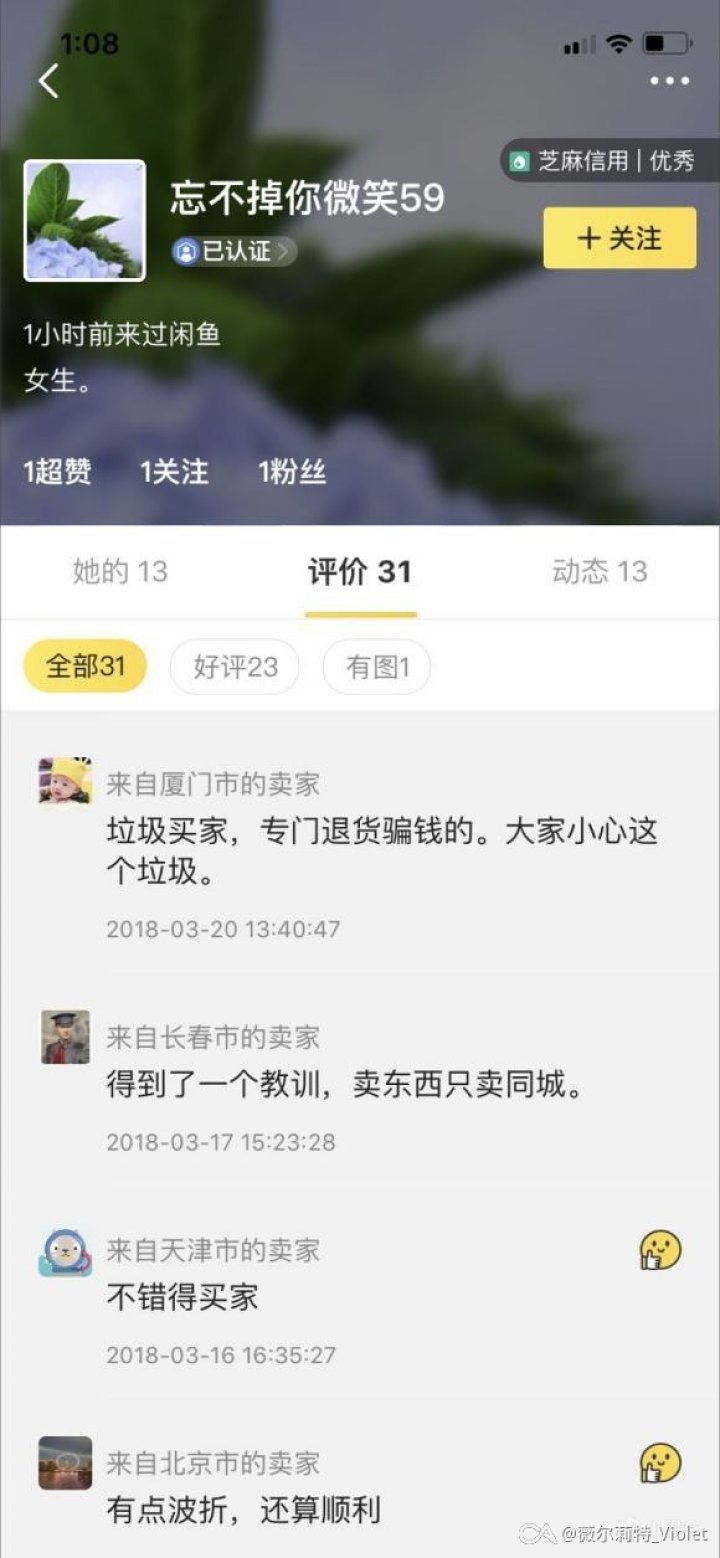 1:08
芝麻信用 | 优秀
忘不掉你微笑59
已认证
＋关注
1小时前来过闲鱼
女生。
1超赞 1关注 1粉丝
她的 13 评价 31 动态 13
全部31 好评23 有图1
来自厦门市的卖家
垃圾买家，专门退货骗钱的。大家小心这
个垃圾。
2018-03-20 13:40:47
来自长春市的卖家
得到了一个教训，卖东西只卖同城。
2018-03-17 15:23:28
来自天津市的卖家
不错得买家
2018-03-16 16:35:27
来自北京市的卖家
有点波折，还算顺利
@薇尔莉特_Violet